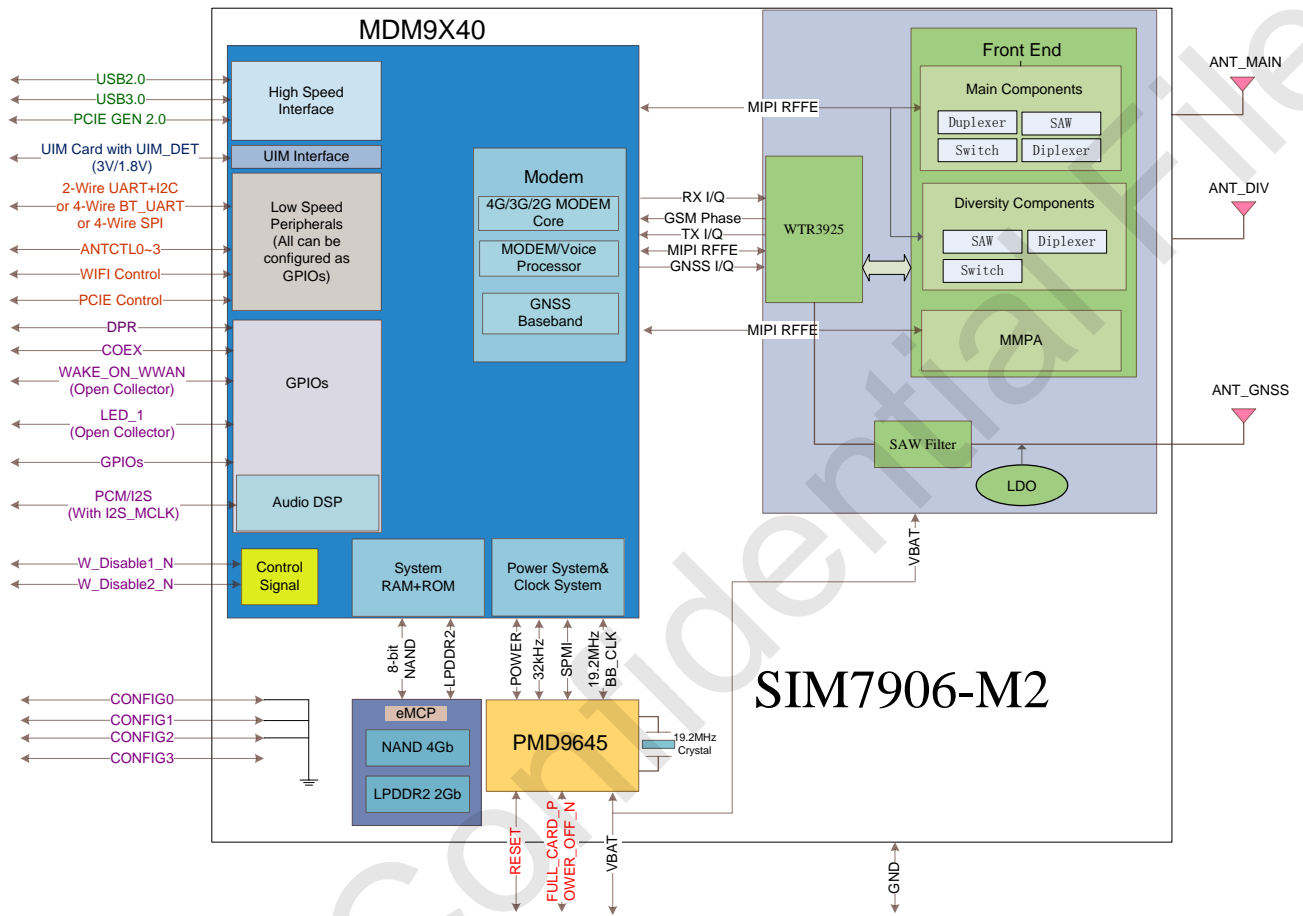 MDM9X40
USB2.0
USB3.0
PCIE GEN 2.0
UIM Card with UIM_DET
(3V/1.8V)
2-Wire UART+I2C
or 4-Wire BT_UART
or 4-Wire SPI
ANTCTL0~3
WIFI Control
PCIE Control
DPR
COEX
WAKE_ON_WWAN
(Open Collector)
LED_1
(Open Collector)
GPIOs
PCM/I2S
(With I2S_MCLK)
W_Disable1_N
W_Disable2_N
CONFIG0
CONFIG1
CONFIG2
CONFIG3
High Speed
Interface
UIM Interface
Low Speed
Peripherals
(All can be
configured as
GPIOs)
GPIOs
Audio DSP
Control
Signal
Modem
4G/3G/2G MODEM
Core
MODEM/Voice
Processor
GNSS
Baseband
System
RAM+ROM
Power System&
Clock System
8-bit
NAND
LPDDR2
POWER
32kHz
SPMI
19.2MHz
BB_CLK
eMCP
NAND 4Gb
LPDDR2 2Gb
PMD9645
19.2MHz
Crystal
RESET
FULL_CARD_P
OWER_OFF_N
VBAT
GND
MIPI RFFE
RX I/Q
GSM Phase
TX I/Q
MIPI RFFE
GNSS I/Q
MIPI RFFE
WTR3925
Front End
Main Components
Duplexer
SAW
Switch
Diplexer
Diversity Components
SAW
Diplexer
Switch
MMPA
SAW Filter
LDO
VBAT
ANT_MAIN
ANT_DIV
ANT_GNSS
SIM7906-M2
Confidential File